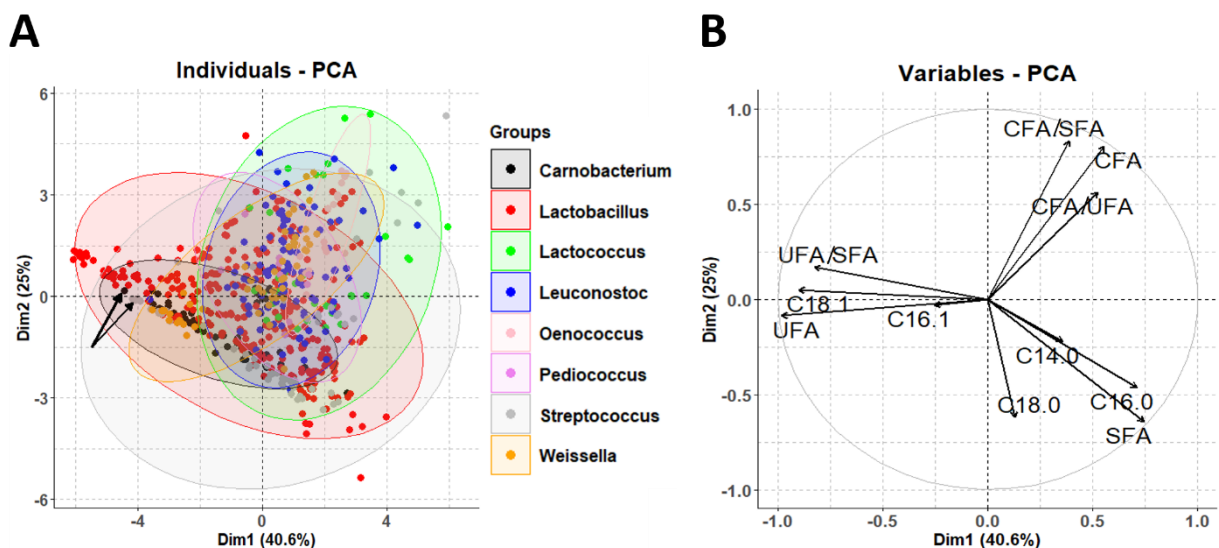 A
B
Individuals - PCA
6
3
0
-3
-6
-4
0
4
Dim2 (25%)
Dim1 (40.6%)
Groups
Carnobacterium
Lactobacillus
Lactococcus
Leuconostoc
Oenococcus
Pediococcus
Streptococcus
Weissella
Variables - PCA
1.0
0.5
0.0
-0.5
-1.0
-1.0
-0.5
0.0
0.5
1.0
Dim2 (25%)
Dim1 (40.6%)
CFA/SFA
CFA
CFA/UFA
UFA/SFA
C18.1
C16.1
UFA
C14.0
C18.0
C16.0
SFA